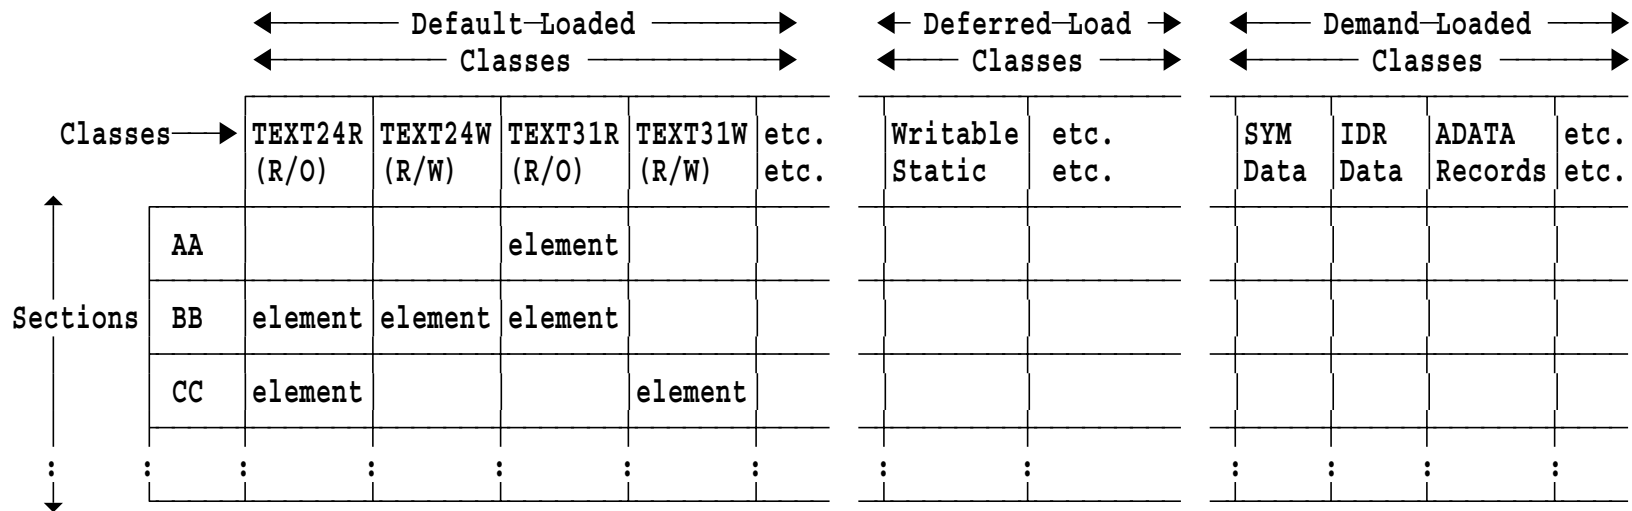 Default Loaded Deferred Load Demand Loaded
Classes Classes Classes
Classes TEXT24R TEXT24W TEXT31R TEXT31W etc. Writable etc. SYM IDR ADATA etc.
(R/O) (R/W) (R/O) (R/W) etc. Static etc. Data Data Records etc.
AA element
Sections BB element element element
CC element element
: : : : : : : : : : : : :